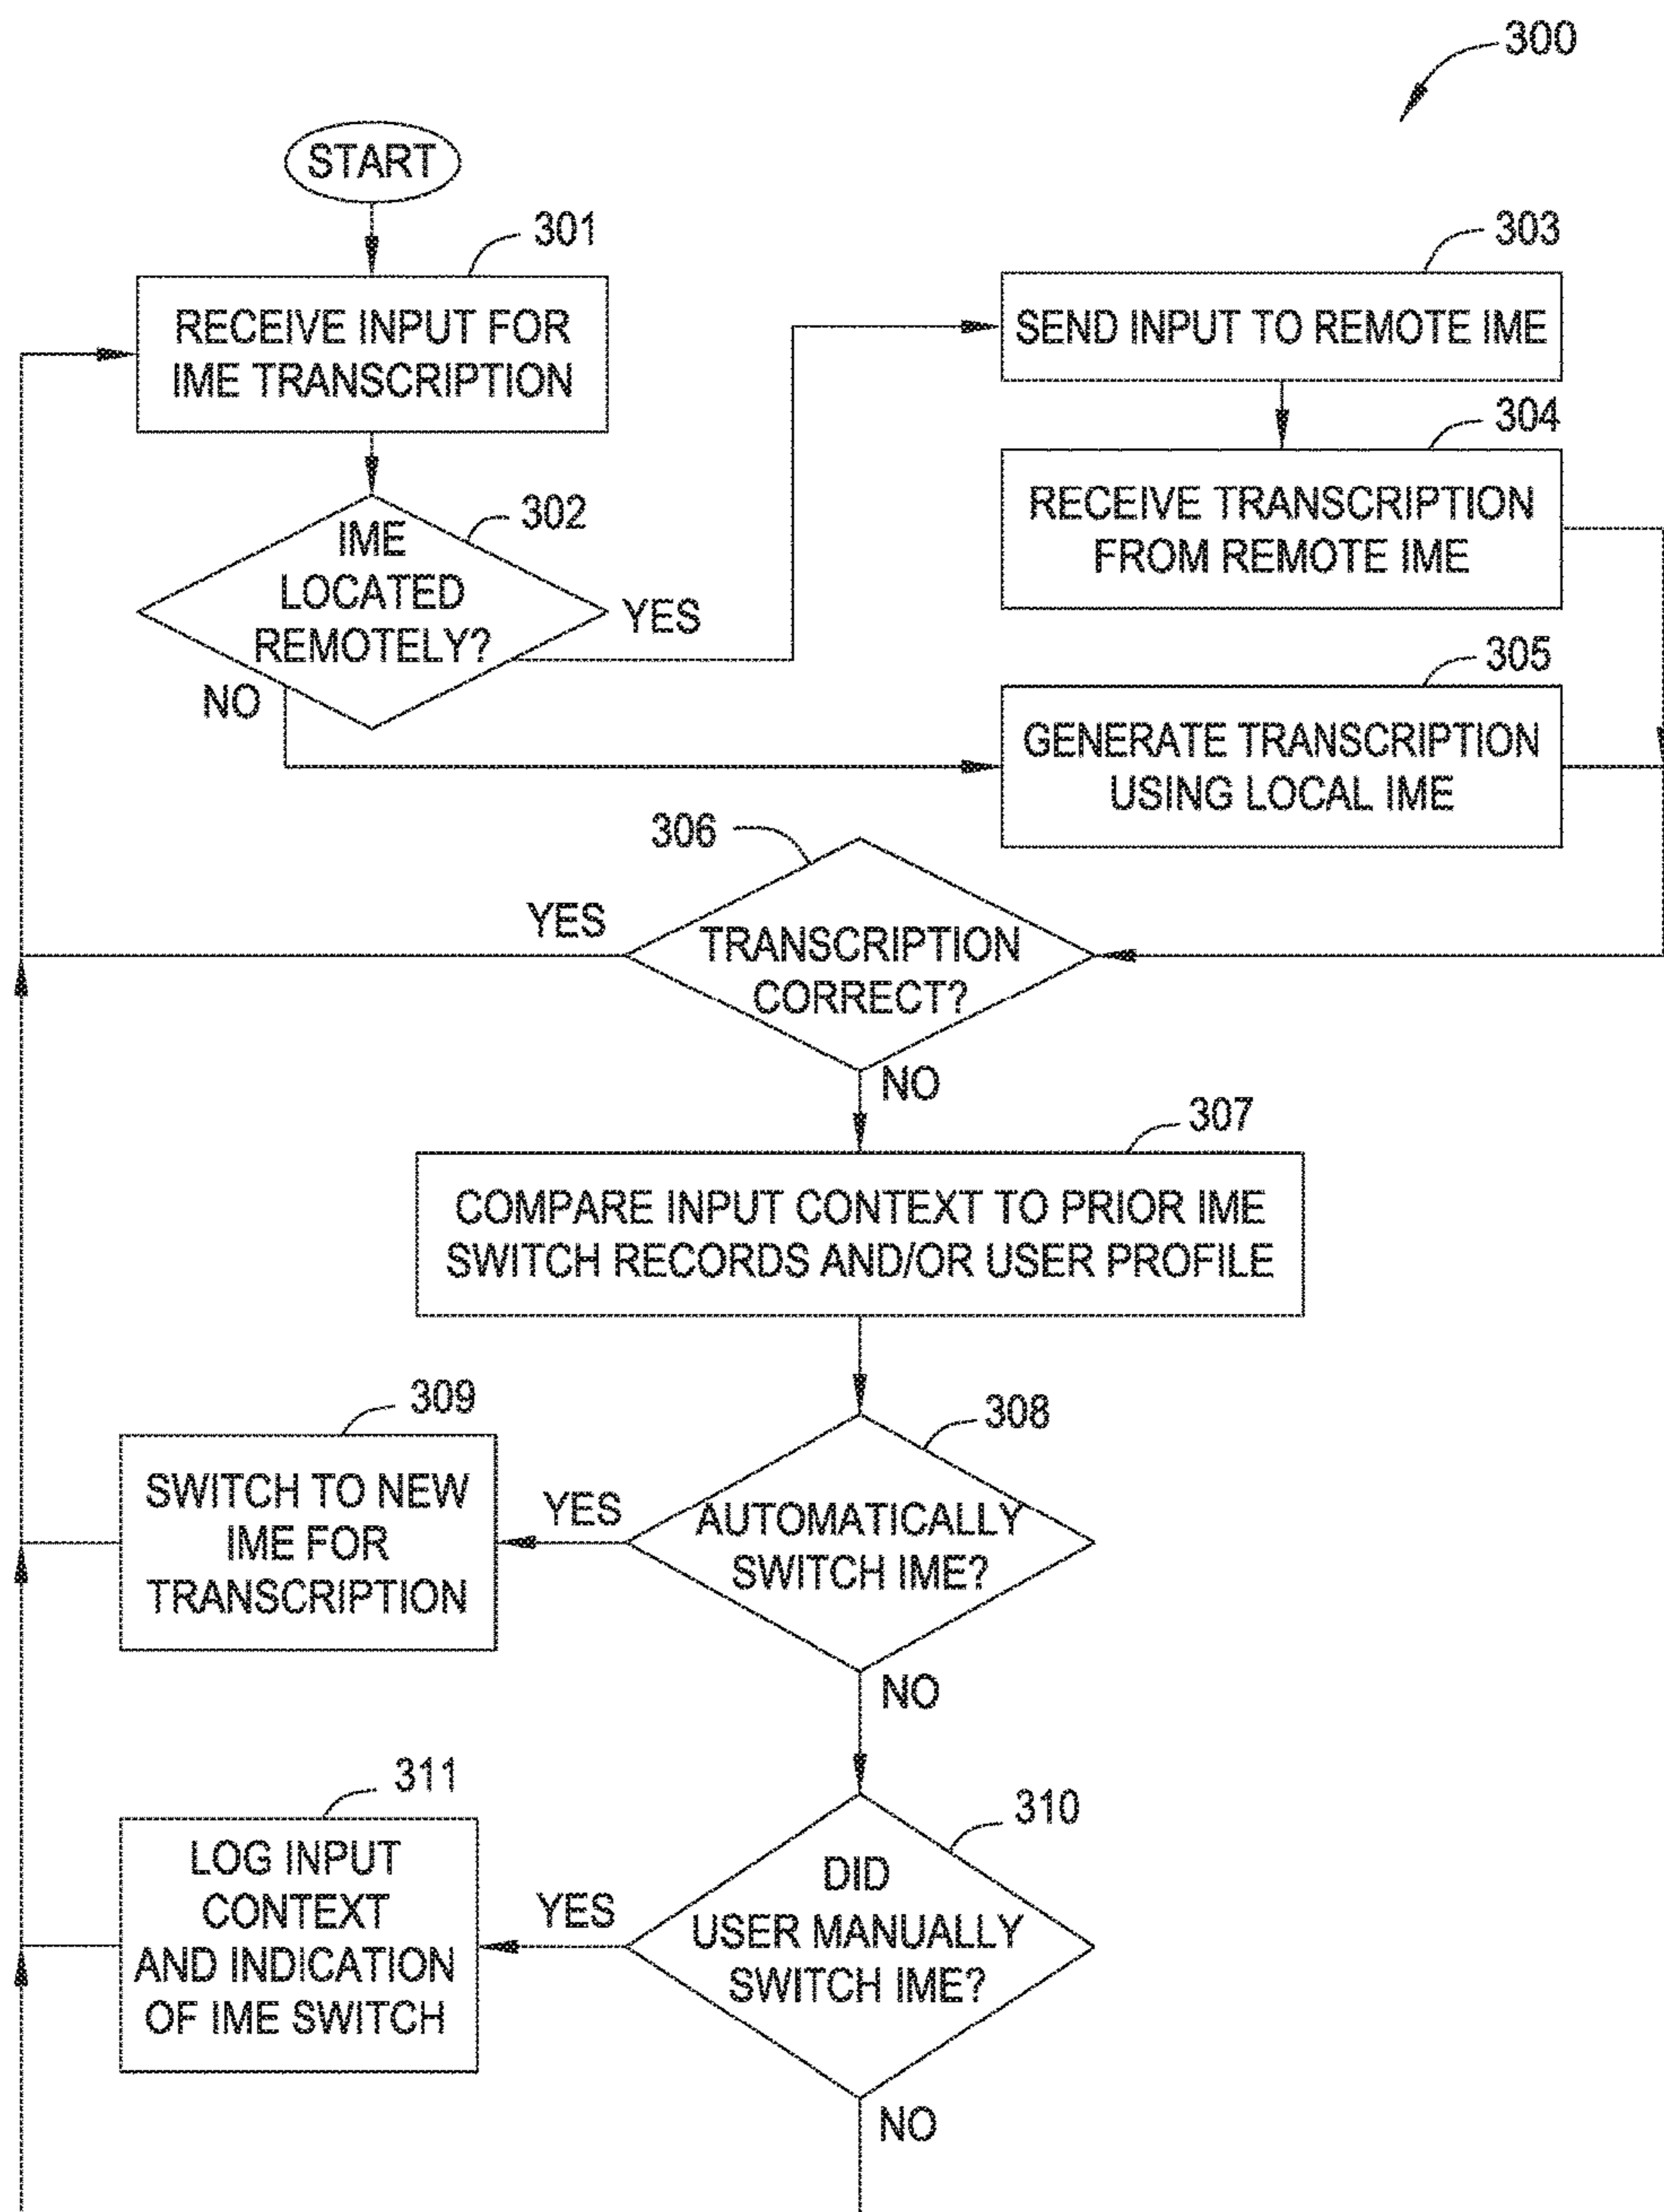 300
START
301
RECEIVE INPUT FOR
IME TRANSCRIPTION
302
IME
LOCATED
REMOTELY?
YES
NO
303
SEND INPUT TO REMOTE IME
304
RECEIVE TRANSCRIPTION
FROM REMOTE IME
305
GENERATE TRANSCRIPTION
USING LOCAL IME
306
TRANSCRIPTION
CORRECT?
YES
NO
307
COMPARE INPUT CONTEXT TO PRIOR IME
SWITCH RECORDS AND/OR USER PROFILE
308
AUTOMATICALLY
SWITCH IME?
YES
NO
309
SWITCH TO NEW
IME FOR
TRANSCRIPTION
310
DID
USER MANUALLY
SWITCH IME?
YES
NO
311
LOG INPUT
CONTEXT
AND INDICATION
OF IME SWITCH